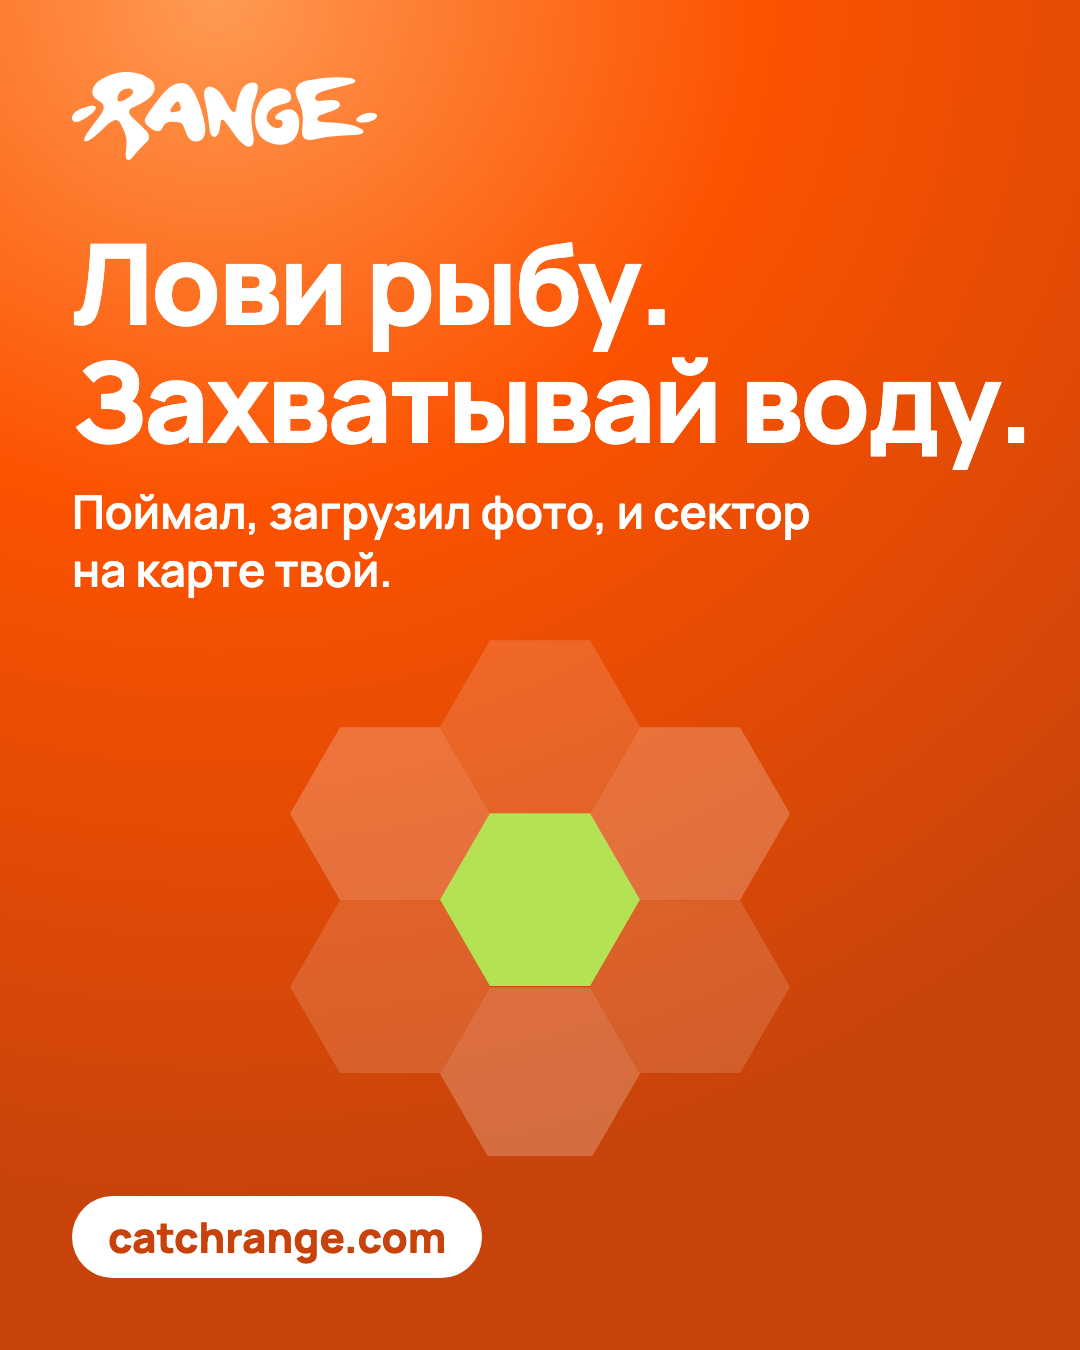 RANGE
Лови рыбу.
Захватывай воду.
Поймал, загрузил фото, и сектор
на карте твой.
catchrange.com